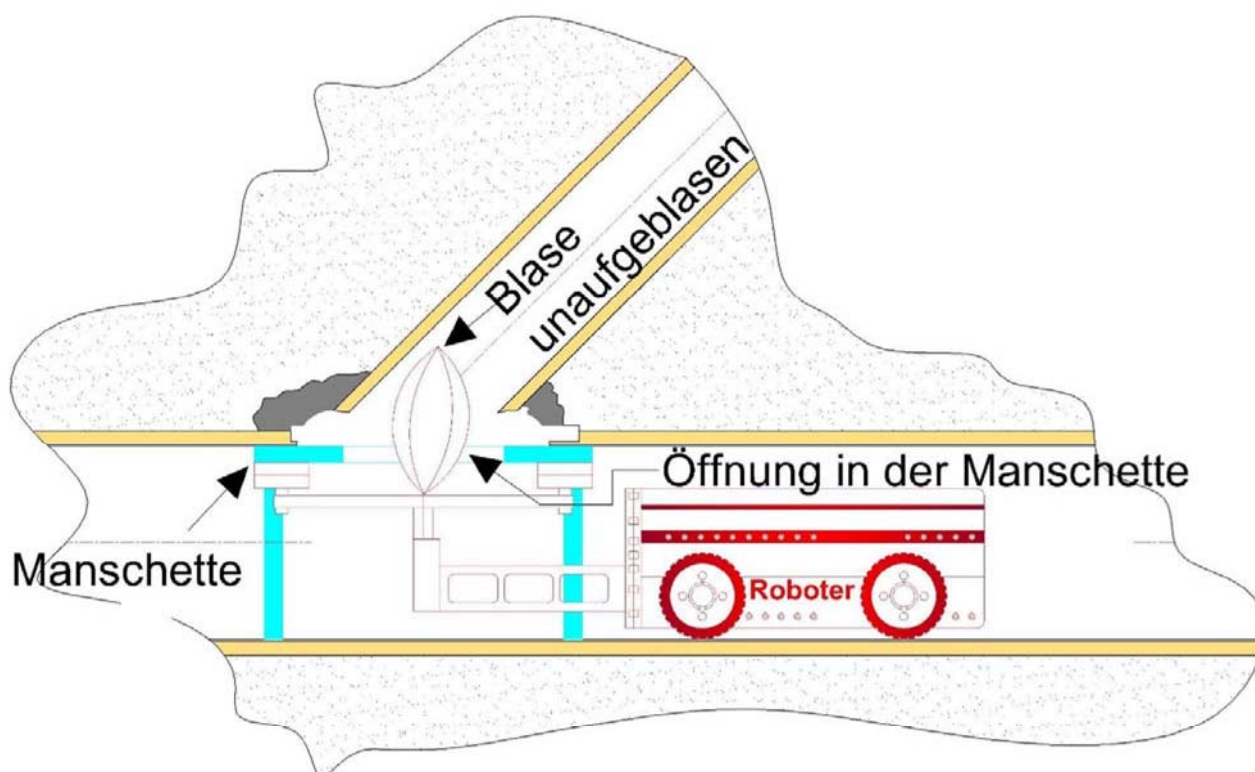 Blase
unaufgeblasen
Öffnung in der Manschette
Manschette
Roboter